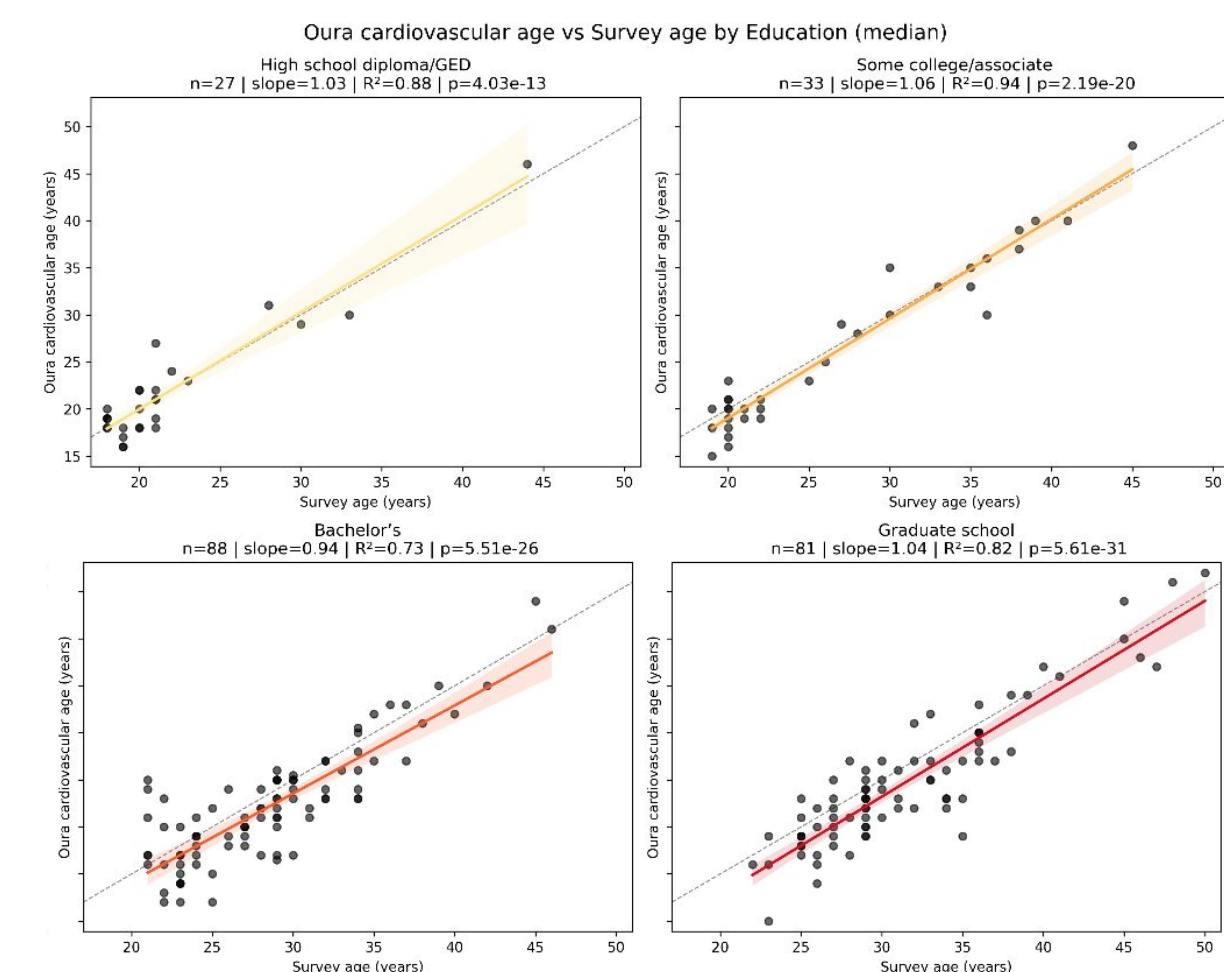 Oura cardiovascular age vs Survey age by Education (median)
High school diploma/GED
n=27 | slope=1.03 | R²=0.88 | p=4.03e-13
Some college/associate
n=33 | slope=1.06 | R²=0.94 | p=2.19e-20
Oura cardiovascular age (years)
50
45
40
35
30
25
20
15
20 25 30 35 40 45 50
Survey age (years)
Oura cardiovascular age (years)
20 25 30 35 40 45 50
Survey age (years)
Bachelor’s
n=88 | slope=0.94 | R²=0.73 | p=5.51e-26
Graduate school
n=81 | slope=1.04 | R²=0.82 | p=5.61e-31
Oura cardiovascular age (years)
20 25 30 35 40 45 50
Survey age (years)
Oura cardiovascular age (years)
20 25 30 35 40 45 50
Survey age (years)